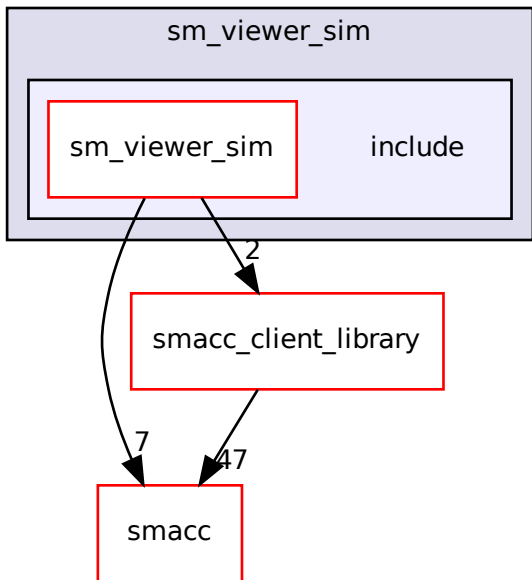 sm_viewer_sim
sm_viewer_sim
include
2
smacc_client_library
7
47
smacc